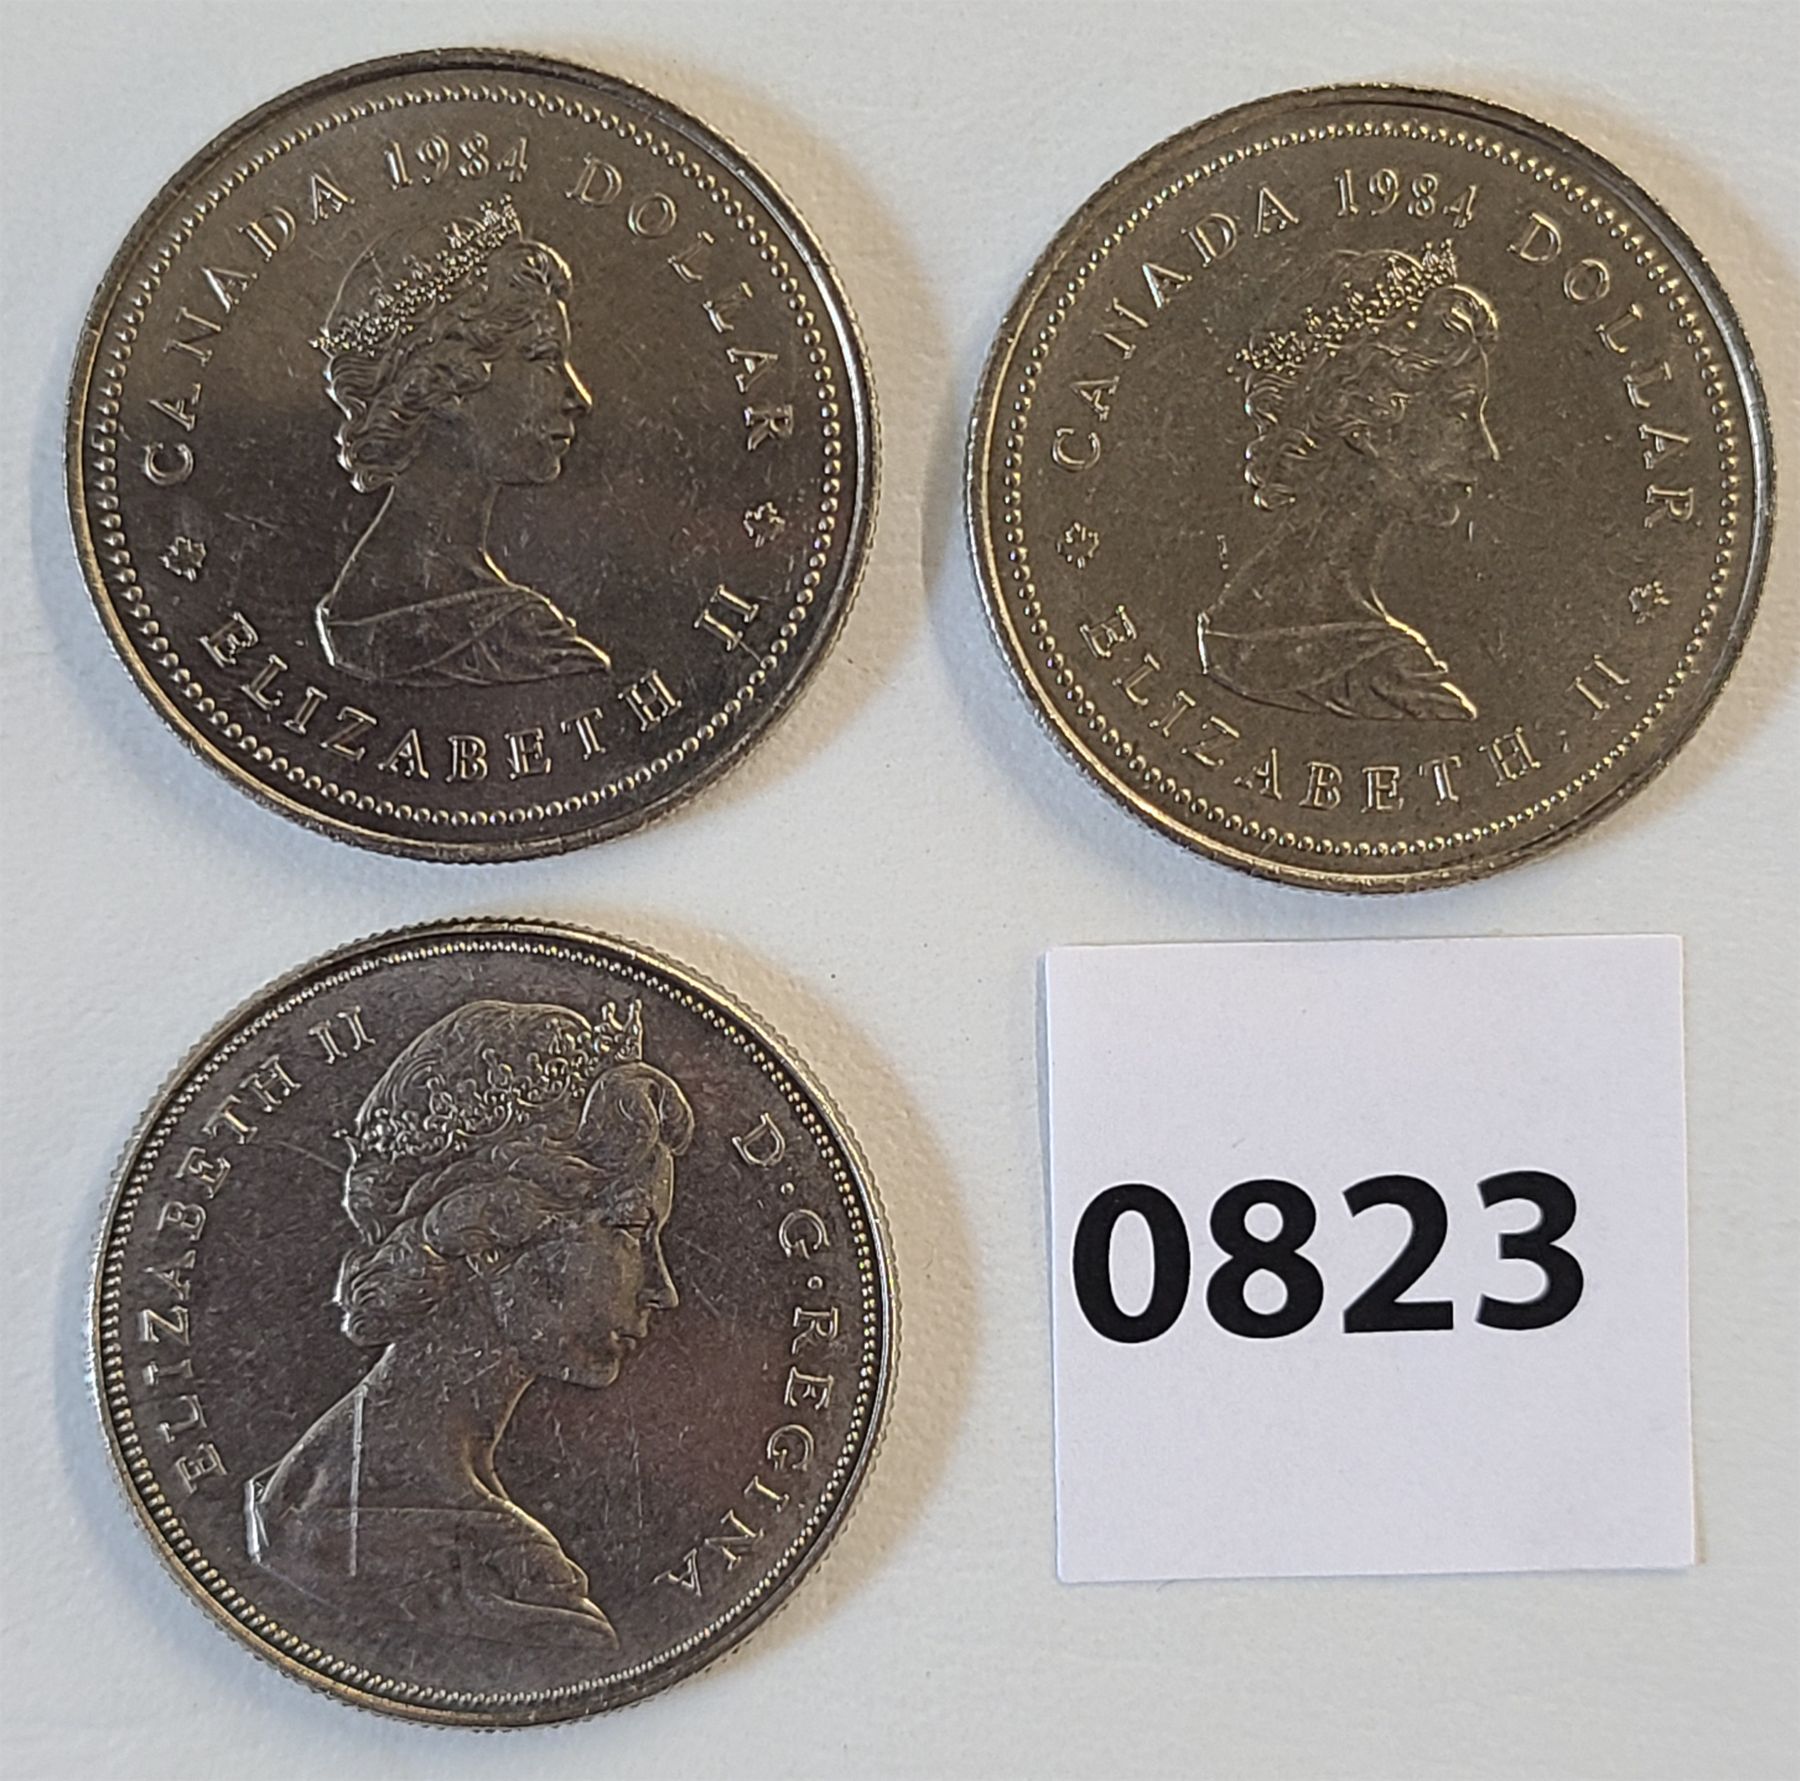 CANADA 1984 DOLLAR
ELIZABETH II
CANADA 1984 DOLLAR
ELIZABETH II
ELIZABETH II D·G·REGINA
0823